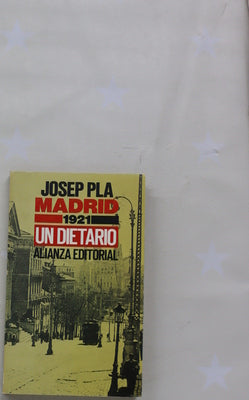 JOSEP PLA
MADRID
1921
UN DIETARIO
ALIANZA EDITORIAL